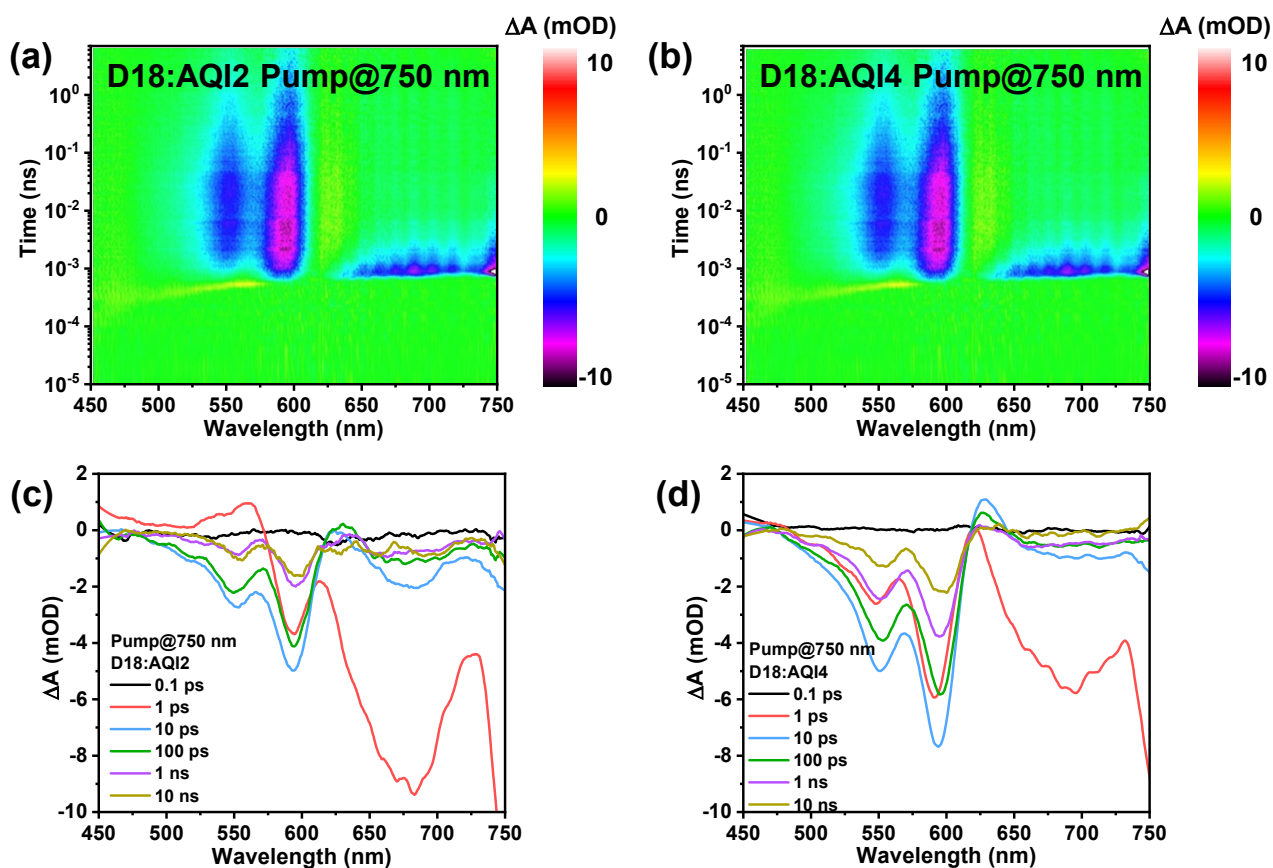 (a)
ΔA (mOD)
D18:AQI2 Pump@750 nm
10
0
-10
10⁰
10⁻¹
10⁻²
10⁻³
10⁻⁴
10⁻⁵
Time (ns)
450 500 550 600 650 700 750
Wavelength (nm)
(b)
ΔA (mOD)
D18:AQI4 Pump@750 nm
10
0
-10
10⁰
10⁻¹
10⁻²
10⁻³
10⁻⁴
10⁻⁵
Time (ns)
450 500 550 600 650 700 750
Wavelength (nm)
(c)
2
0
-2
-4
-6
-8
-10
ΔA (mOD)
Pump@750 nm
D18:AQI2
0.1 ps
1 ps
10 ps
100 ps
1 ns
10 ns
450 500 550 600 650 700 750
Wavelength (nm)
(d)
2
0
-2
-4
-6
-8
-10
ΔA (mOD)
Pump@750 nm
D18:AQI4
0.1 ps
1 ps
10 ps
100 ps
1 ns
10 ns
450 500 550 600 650 700 750
Wavelength (nm)